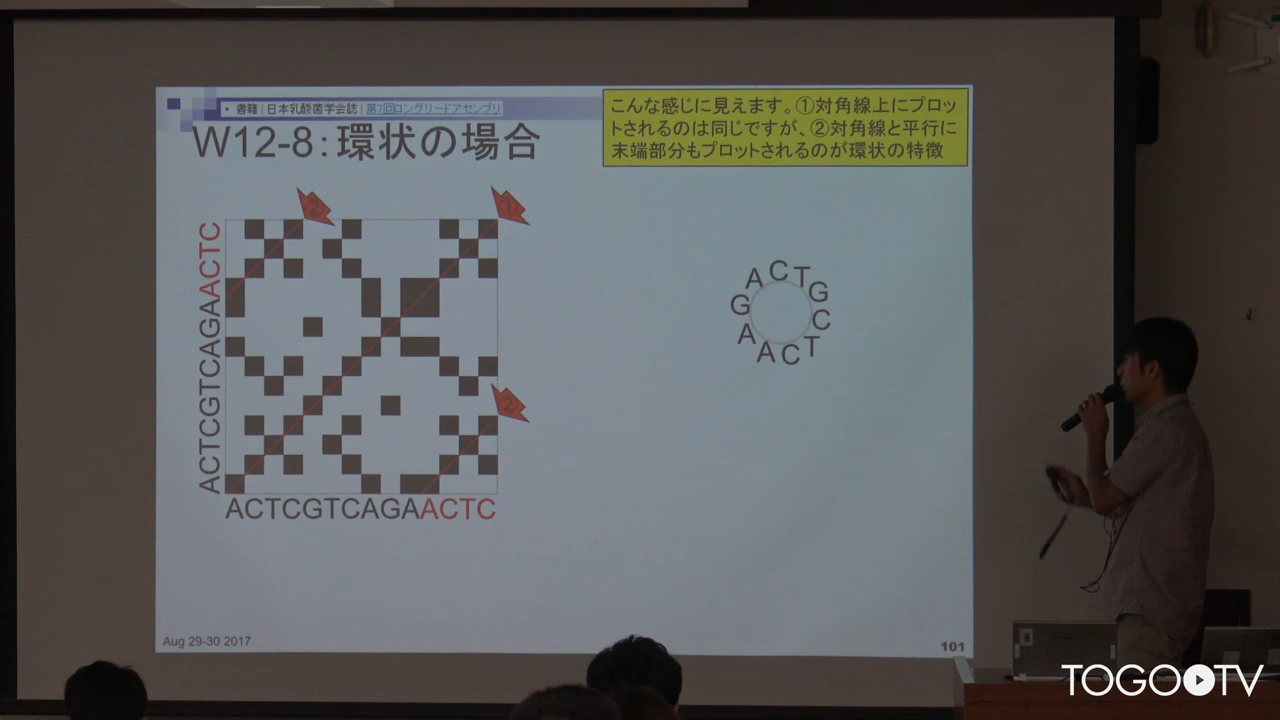 • 書籍 | 日本乳酸菌学会誌 | 第7回ロングリードアセンブリ
W12-8：環状の場合
こんな感じに見えます。①対角線上にプロッ
トされるのは同じですが、②対角線と平行に
末端部分もプロットされるのが環状の特徴
2
1
2
ACTCGTCAGAACTC
ACTCGTCAGAACTC
ACTGCTCAAG
Aug 29-30 2017
101
TOGOTV